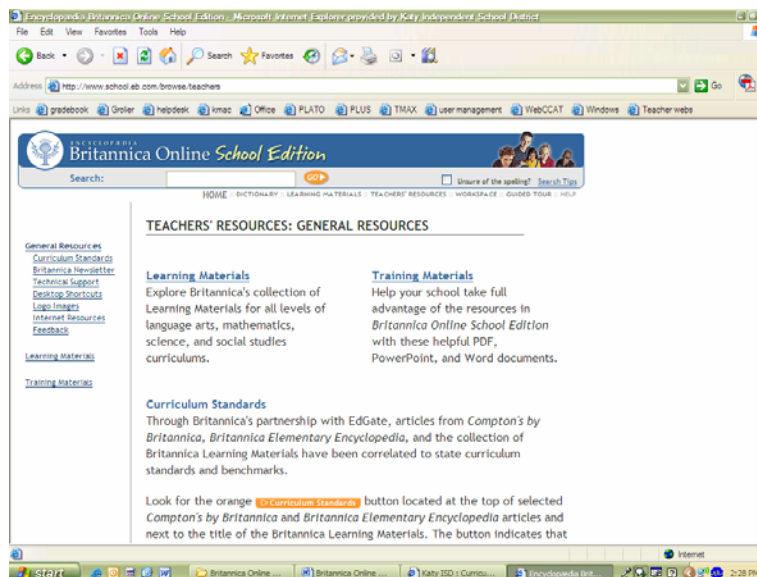 Encyclopædia Britannica Online School Edition - Microsoft Internet Explorer provided by Katy Independent School District
File Edit View Favorites Tools Help
Back Search Favorites
Address http://www.school.eb.com/browse/teachers Go
Links gradebook Groller helpdesk kmac Office PLATO PLUS TMAX user management WebCCAT Windows Teacher webs
ENCYCLOPÆDIA
Britannica Online School Edition
Search: GO Unsure of the spelling? Search Tips
HOME :: DICTIONARY :: LEARNING MATERIALS :: TEACHERS' RESOURCES :: WORKSPACE :: GUIDED TOUR :: HELP
TEACHERS' RESOURCES: GENERAL RESOURCES
General Resources
Curriculum Standards
Britannica Newsletter
Technical Support
Desktop Shortcuts
Logo Images
Internet Resources
Feedback
Learning Materials
Training Materials
Learning Materials
Explore Britannica's collection of
Learning Materials for all levels of
language arts, mathematics,
science, and social studies
curriculums.
Training Materials
Help your school take full
advantage of the resources in
Britannica Online School Edition
with these helpful PDF,
PowerPoint, and Word documents.
Curriculum Standards
Through Britannica's partnership with EdGate, articles from Compton's by
Britannica, Britannica Elementary Encyclopedia, and the collection of
Britannica Learning Materials have been correlated to state curriculum
standards and benchmarks.
Look for the orange Curriculum Standards button located at the top of selected
Compton's by Britannica and Britannica Elementary Encyclopedia articles and
next to the title of the Britannica Learning Materials. The button indicates that
Internet
start Britannica Online ... Britannica Online ... Katy ISD : Curricu... Encyclopædia Brit... 2:28 PM